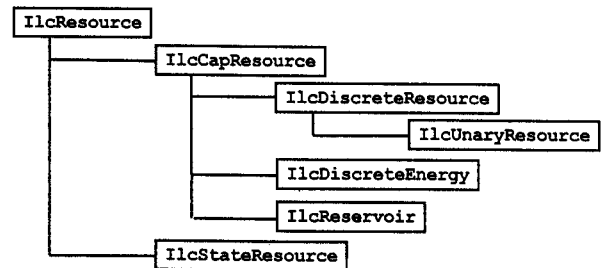 IlcResource
IlcCapResource
IlcDiscreteResource
IlcUnaryResource
IlcDiscreteEnergy
IlcReservoir
IlcStateResource